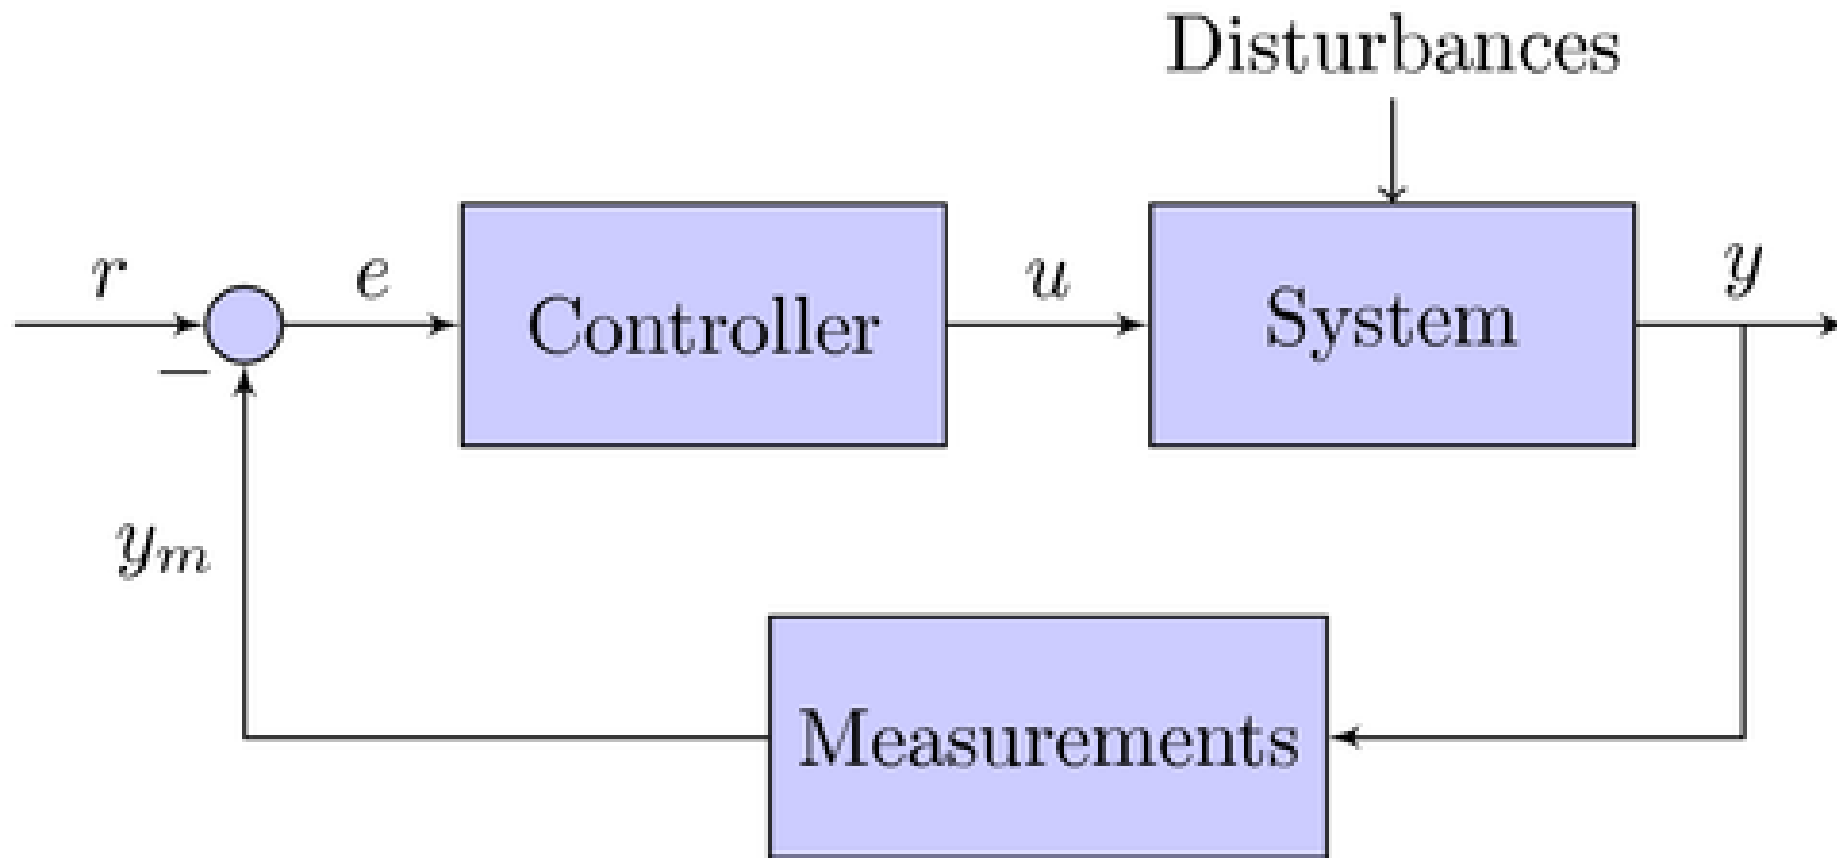 Disturbances
r
e
Controller
u
System
y
−
y_m
Measurements